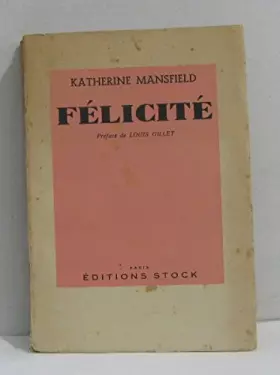 KATHERINE MANSFIELD
FÉLICITÉ
Préface de LOUIS GILLET
PARIS
ÉDITIONS STOCK